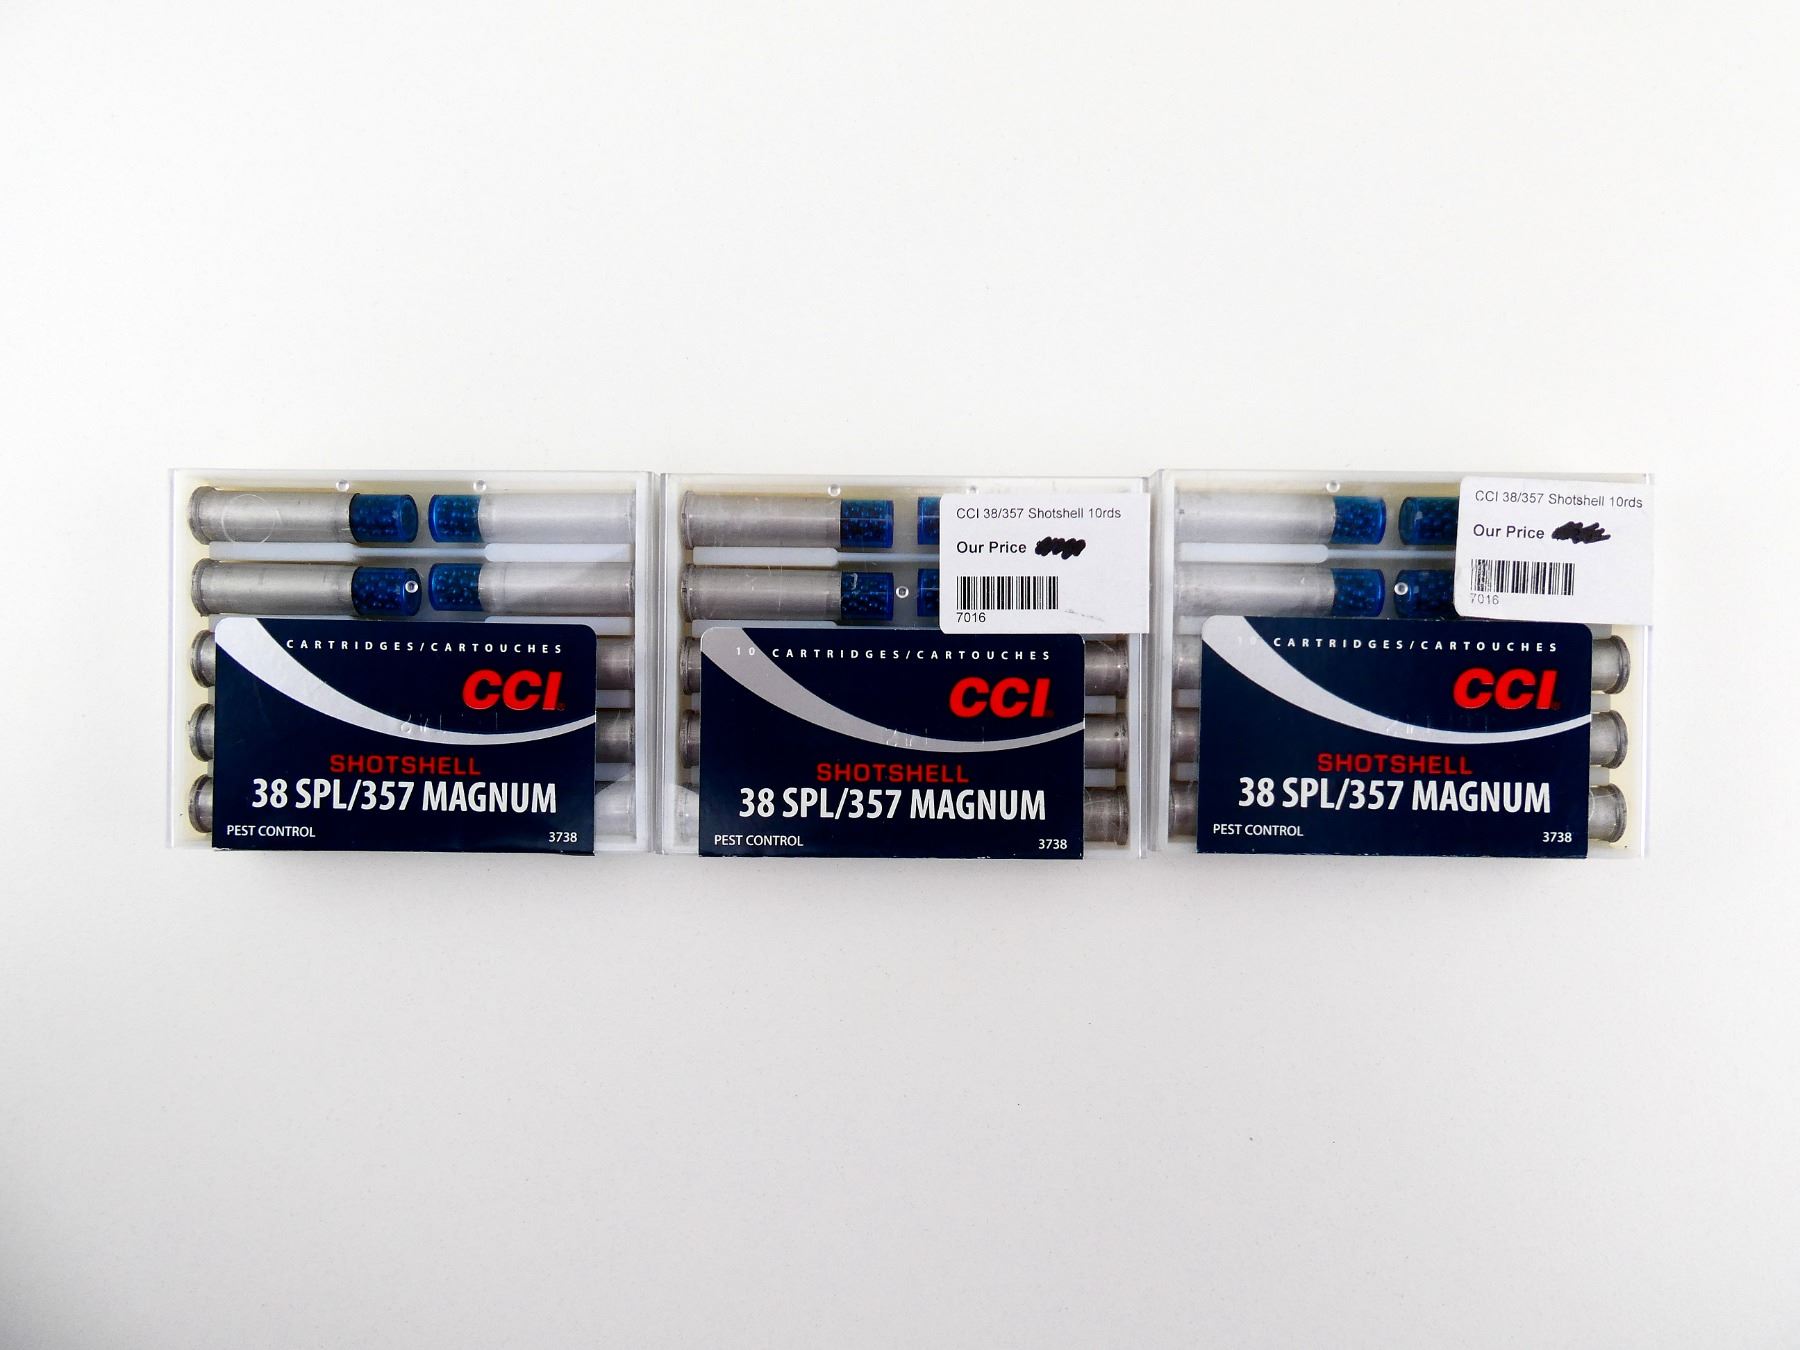 CARTRIDGES/CARTOUCHES
CCI
SHOTSHELL
38 SPL/357 MAGNUM
PEST CONTROL 3738
CCI 38/357 Shotshell 10rds
Our Price
7016
10 CARTRIDGES/CARTOUCHES
CCI
SHOTSHELL
38 SPL/357 MAGNUM
PEST CONTROL 3738
CCI 38/357 Shotshell 10rds
Our Price
7016
10 CARTRIDGES/CARTOUCHES
CCI
SHOTSHELL
38 SPL/357 MAGNUM
PEST CONTROL 3738